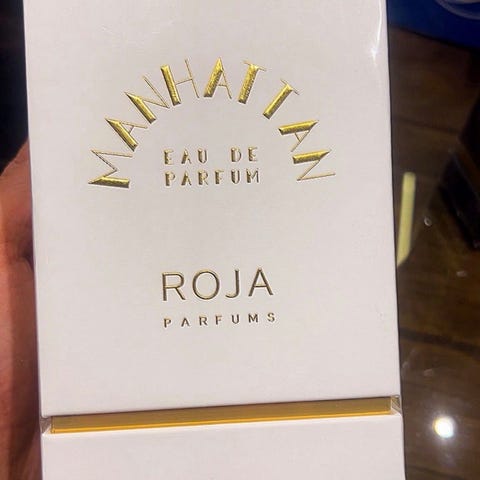 MANHATTAN
EAU DE
PARFUM
ROJA
PARFUMS